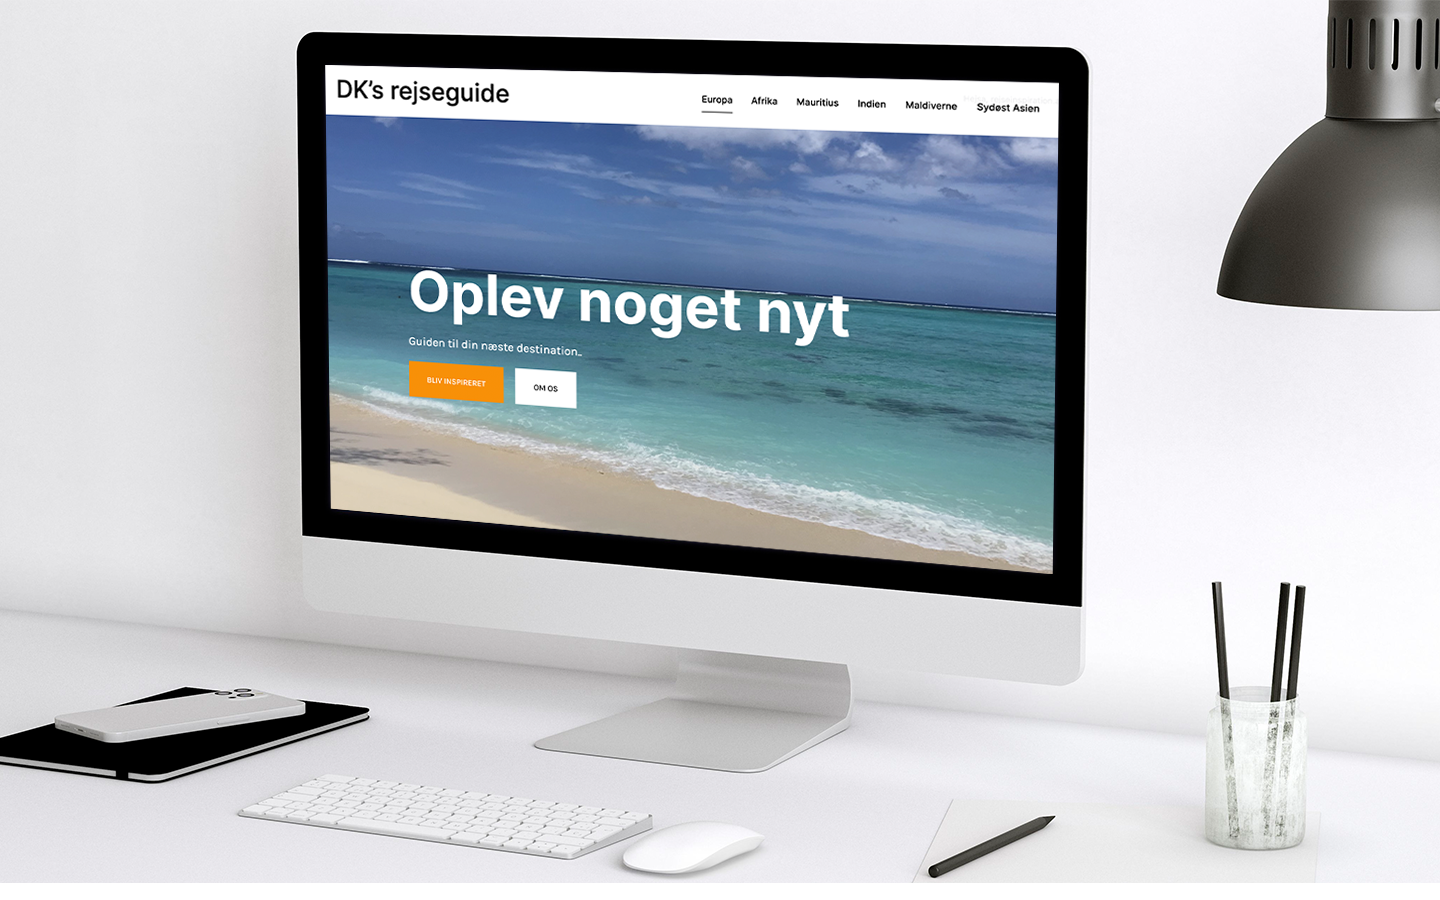 DK’s rejseguide
Europa Afrika Mauritius Indien Maldiverne Sydøst Asien
Oplev noget nyt
Guiden til din næste destination..
BLIV INSPIRERET OM OS